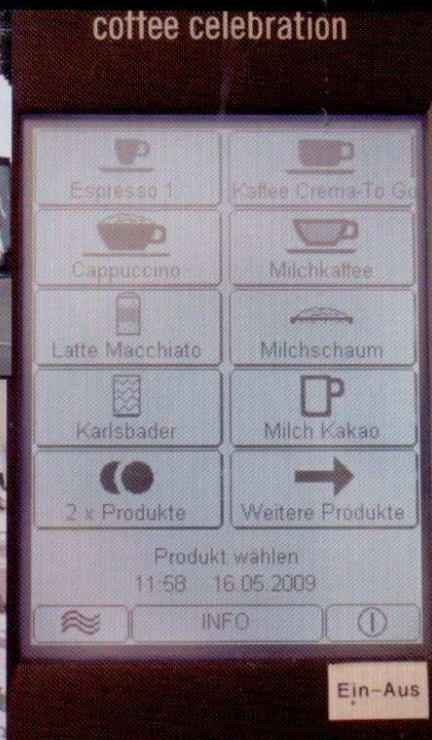 coffee celebration
Espresso 1
Kaffee Crema-To Go
Cappuccino
Milchkaffee
Latte Macchiato
Milchschaum
Karlsbader
Milch Kakao
2 x Produkte
Weitere Produkte
Produkt wählen
11:58 16.05.2009
INFO
Ein-Aus